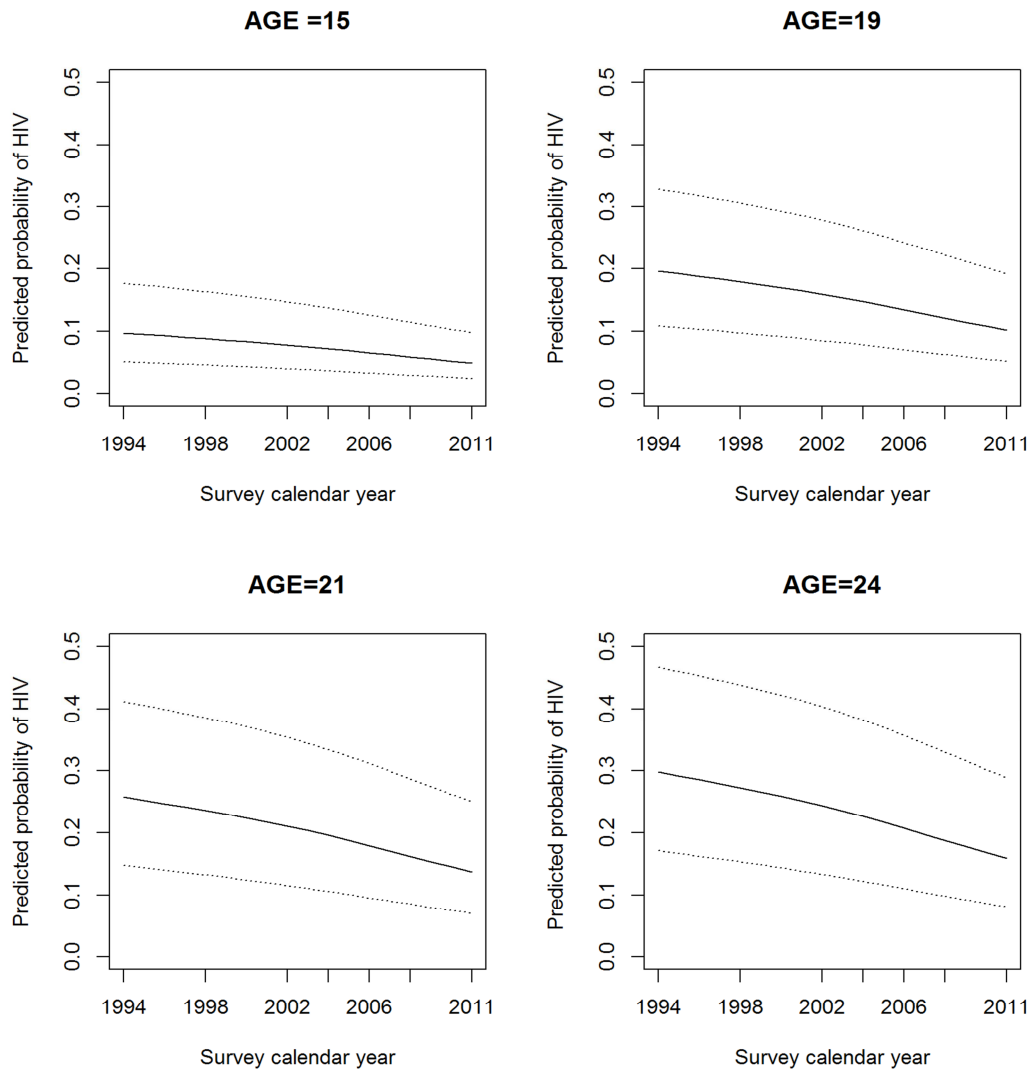 AGE =15
Predicted probability of HIV
0.5
0.4
0.3
0.2
0.1
0.0
1994 1998 2002 2006 2011
Survey calendar year
AGE=19
Predicted probability of HIV
0.5
0.4
0.3
0.2
0.1
0.0
1994 1998 2002 2006 2011
Survey calendar year
AGE=21
Predicted probability of HIV
0.5
0.4
0.3
0.2
0.1
0.0
1994 1998 2002 2006 2011
Survey calendar year
AGE=24
Predicted probability of HIV
0.5
0.4
0.3
0.2
0.1
0.0
1994 1998 2002 2006 2011
Survey calendar year